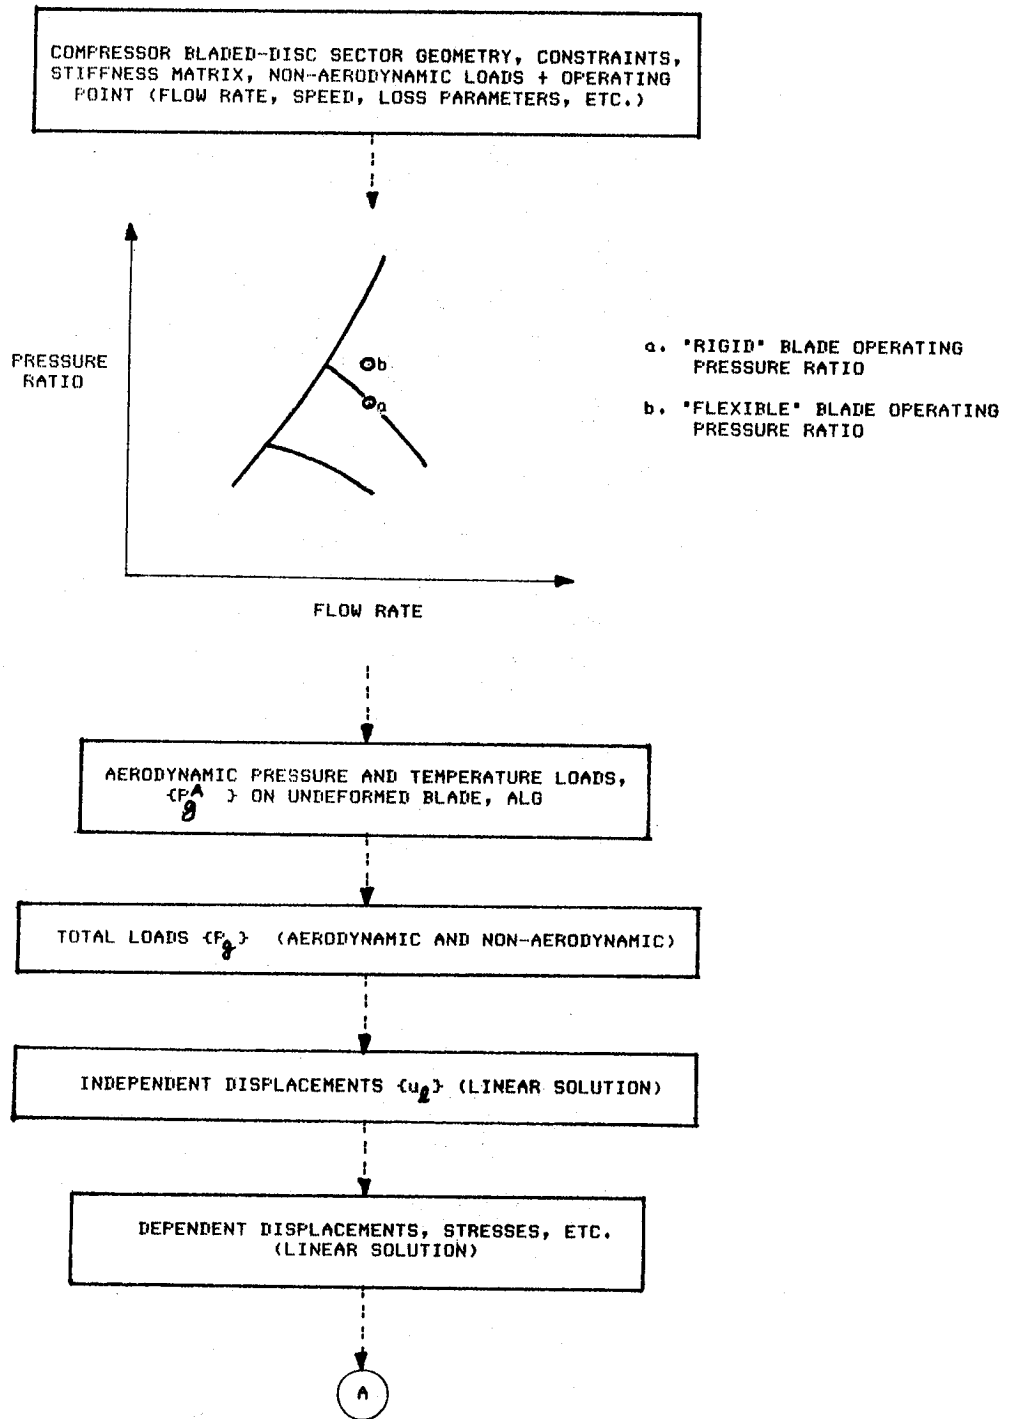 COMPRESSOR BLADED-DISC SECTOR GEOMETRY, CONSTRAINTS,
STIFFNESS MATRIX, NON-AERODYNAMIC LOADS + OPERATING
POINT (FLOW RATE, SPEED, LOSS PARAMETERS, ETC.)
PRESSURE
RATIO
b
a
a. "RIGID" BLADE OPERATING
PRESSURE RATIO
b. "FLEXIBLE" BLADE OPERATING
PRESSURE RATIO
FLOW RATE
AERODYNAMIC PRESSURE AND TEMPERATURE LOADS,
{P_g^A} ON UNDEFORMED BLADE, ALG
TOTAL LOADS {P_g} (AERODYNAMIC AND NON-AERODYNAMIC)
INDEPENDENT DISPLACEMENTS {u_l} (LINEAR SOLUTION)
DEPENDENT DISPLACEMENTS, STRESSES, ETC.
(LINEAR SOLUTION)
A